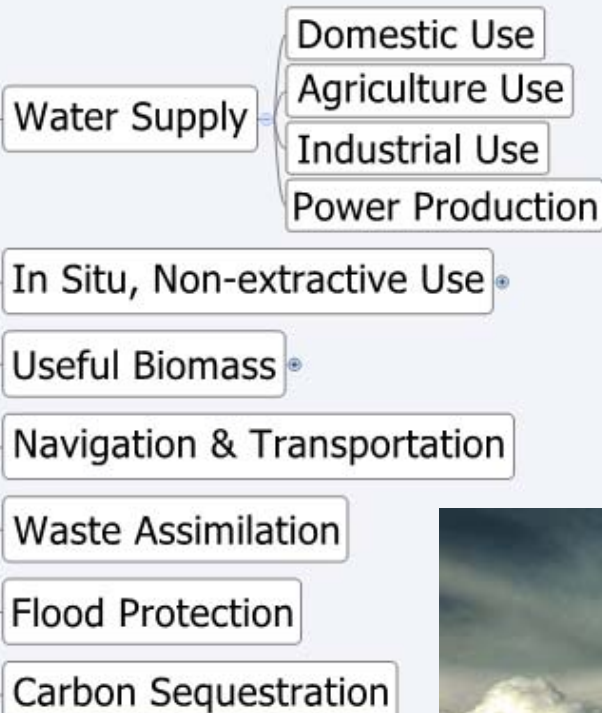 Domestic Use
Agriculture Use
Water Supply
Industrial Use
Power Production
In Situ, Non-extractive Use
Useful Biomass
Navigation & Transportation
Waste Assimilation
Flood Protection
Carbon Sequestration